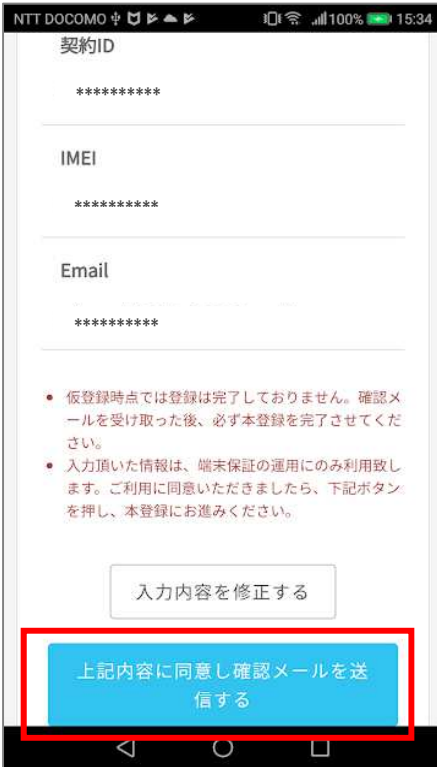 NTT DOCOMO 100% 15:34
契約ID
**********
IMEI
**********
Email
**********
仮登録時点では登録は完了しておりません。確認メ
ールを受け取った後、必ず本登録を完了させてくだ
さい。
入力頂いた情報は、端末保証の運用にのみ利用致し
ます。ご利用に同意いただきましたら、下記ボタン
を押し、本登録にお進みください。
入力内容を修正する
上記内容に同意し確認メールを送
信する